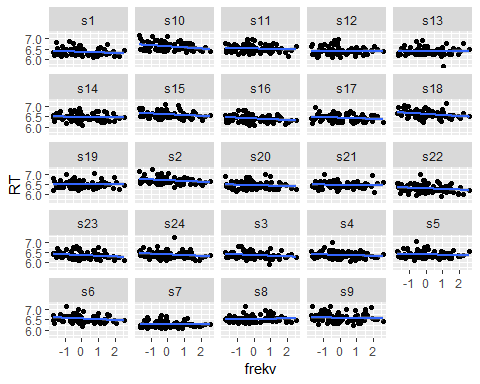 s1 s10 s11 s12 s13
7.0
6.5
6.0
s14 s15 s16 s17 s18
7.0
6.5
6.0
s19 s2 s20 s21 s22
RT
7.0
6.5
6.0
s23 s24 s3 s4 s5
7.0
6.5
6.0
s6 s7 s8 s9
-1 0 1 2
7.0
6.5
6.0
-1 0 1 2 -1 0 1 2 -1 0 1 2 -1 0 1 2
frekv